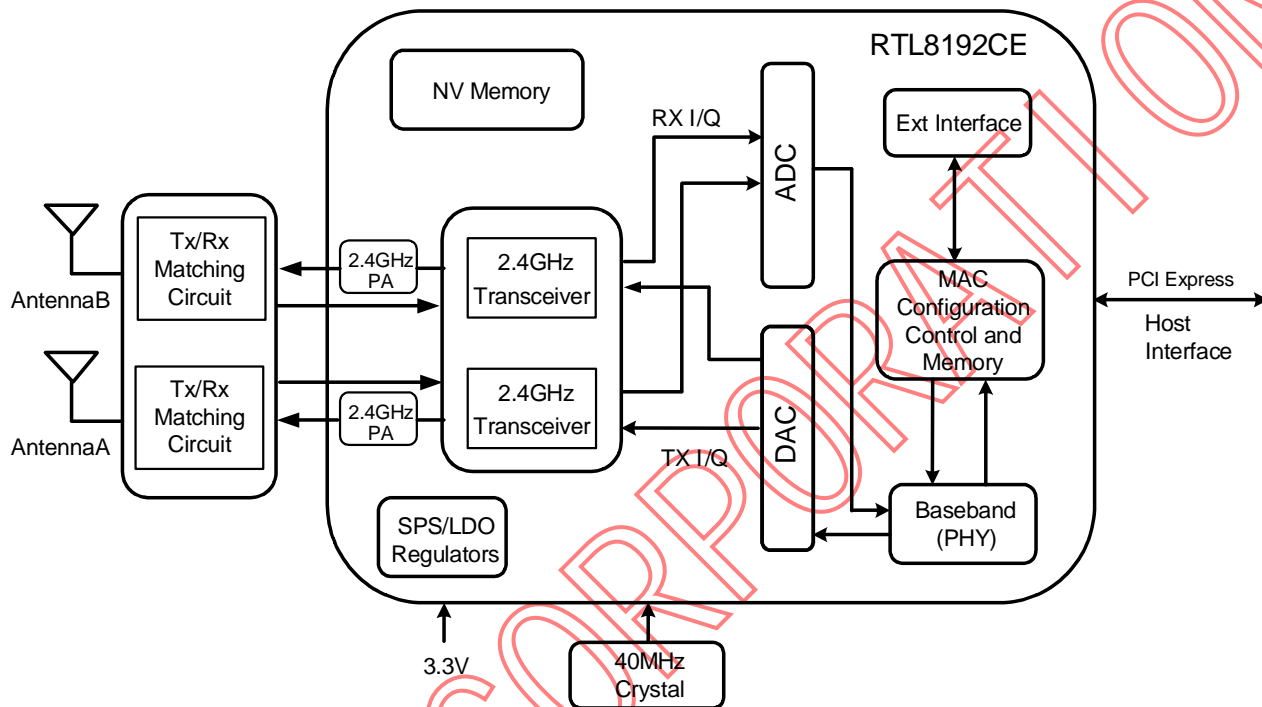 RTL8192CE
NV Memory
RX I/Q
Ext Interface
ADC
Tx/Rx
Matching
Circuit
2.4GHz
PA
2.4GHz
Transceiver
MAC
Configuration
Control and
Memory
PCI Express
Host
Interface
AntennaB
Tx/Rx
Matching
Circuit
2.4GHz
PA
2.4GHz
Transceiver
DAC
TX I/Q
AntennaA
SPS/LDO
Regulators
Baseband
(PHY)
3.3V
40MHz
Crystal
CORPORATION